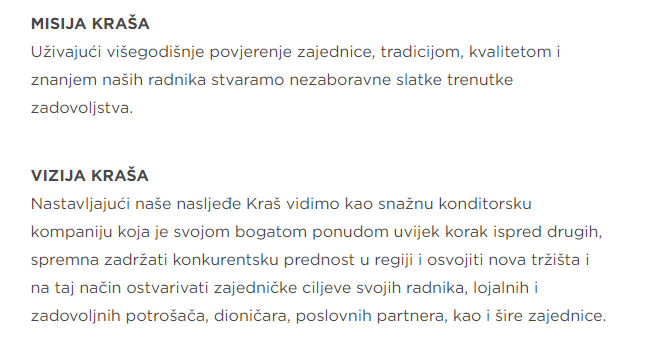 MISIJA KRAŠA
Uživajući višegodišnje povjerenje zajednice, tradicijom, kvalitetom i
znanjem naših radnika stvaramo nezaboravne slatke trenutke
zadovoljstva.
VIZIJA KRAŠA
Nastavljajući naše nasljeđe Kraš vidimo kao snažnu konditorsku
kompaniju koja je svojom bogatom ponudom uvijek korak ispred drugih,
spremna zadržati konkurentsku prednost u regiji i osvojiti nova tržišta i
na taj način ostvarivati zajedničke ciljeve svojih radnika, lojalnih i
zadovoljnih potrošača, dioničara, poslovnih partnera, kao i šire zajednice.